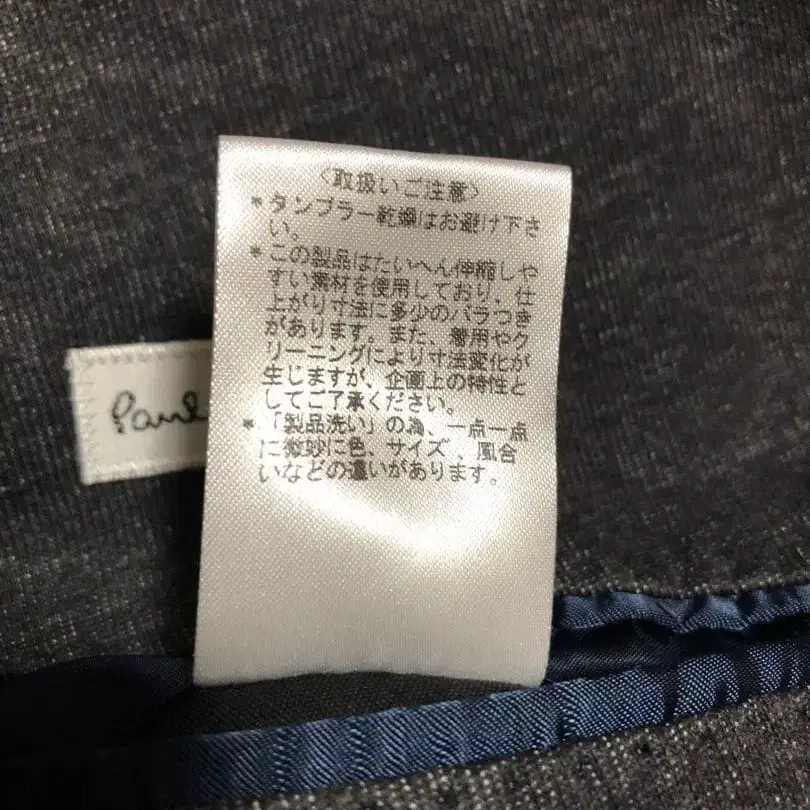 〈取扱いご注意〉
*タンブラー乾燥はお避け下さ
い。
*この製品はたいへん伸縮しや
すい素材を使用しており、仕
上がり寸法に多少のバラつき
があります。また、着用やク
リーニングにより寸法変化が
生じますが、企画上の特性と
してご了承ください。
*「製品洗い」の為、一点一点
に微妙に色、サイズ、風合
いなどの違いがあります。
Paul